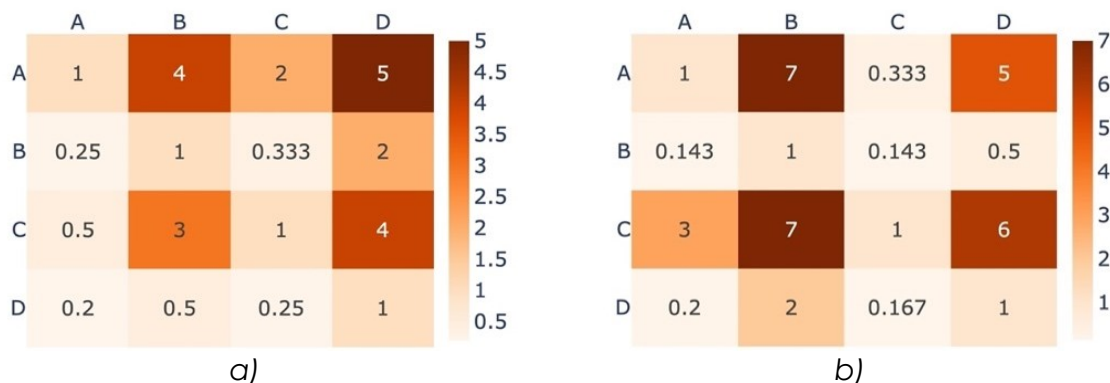 A B C D
A 1 4 2 5
B 0.25 1 0.333 2
C 0.5 3 1 4
D 0.2 0.5 0.25 1
5
4.5
4
3.5
3
2.5
2
1.5
1
0.5
a)
A B C D
A 1 7 0.333 5
B 0.143 1 0.143 0.5
C 3 7 1 6
D 0.2 2 0.167 1
7
6
5
4
3
2
1
b)